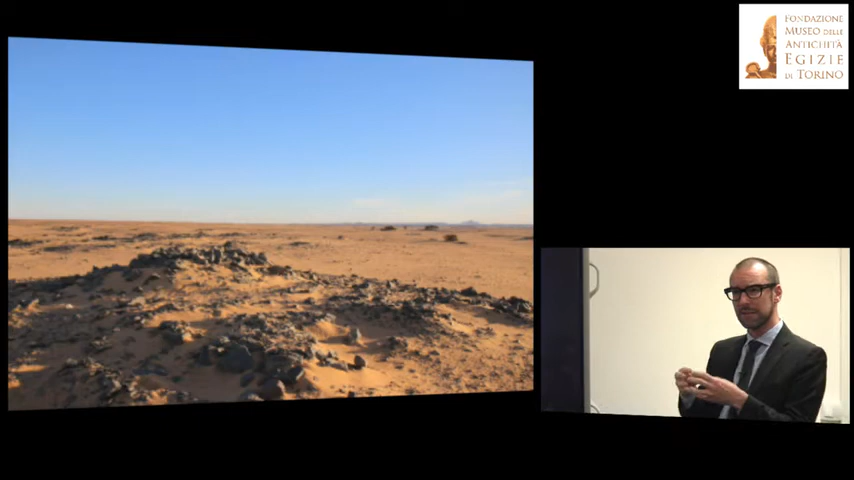 FONDAZIONE
MUSEO DELLE
ANTICHITÀ
EGIZIE
DI TORINO